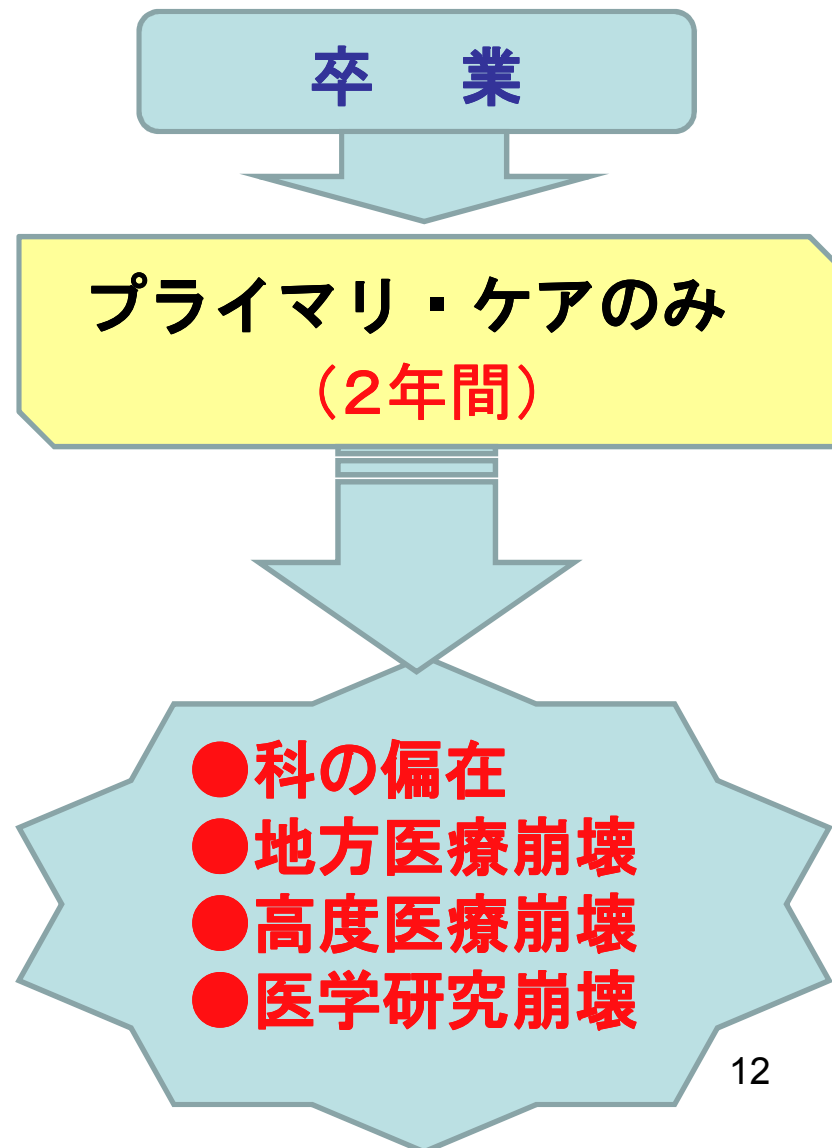 卒　業
プライマリ・ケアのみ
（２年間）
●科の偏在
●地方医療崩壊
●高度医療崩壊
●医学研究崩壊
12